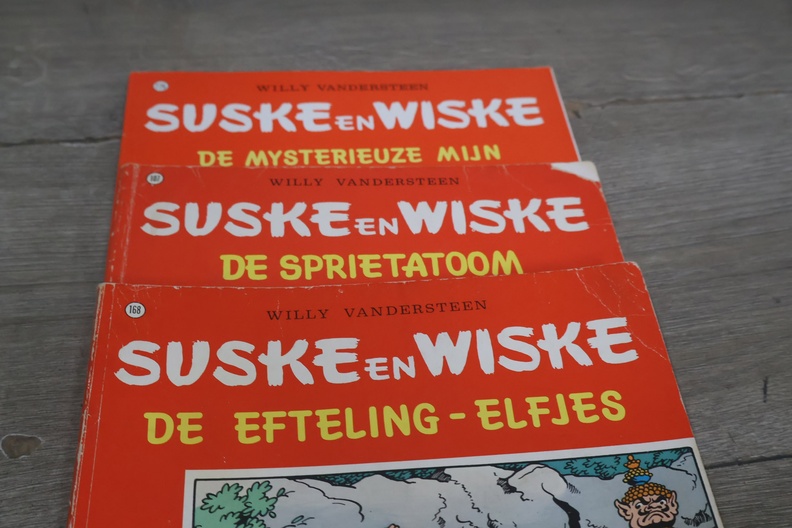 WILLY VANDERSTEEN
SUSKE EN WISKE
DE MYSTERIEUZE MIJN
107
WILLY VANDERSTEEN
SUSKE EN WISKE
DE SPRIETATOOM
168
WILLY VANDERSTEEN
SUSKE EN WISKE
DE EFTELING-ELFJES